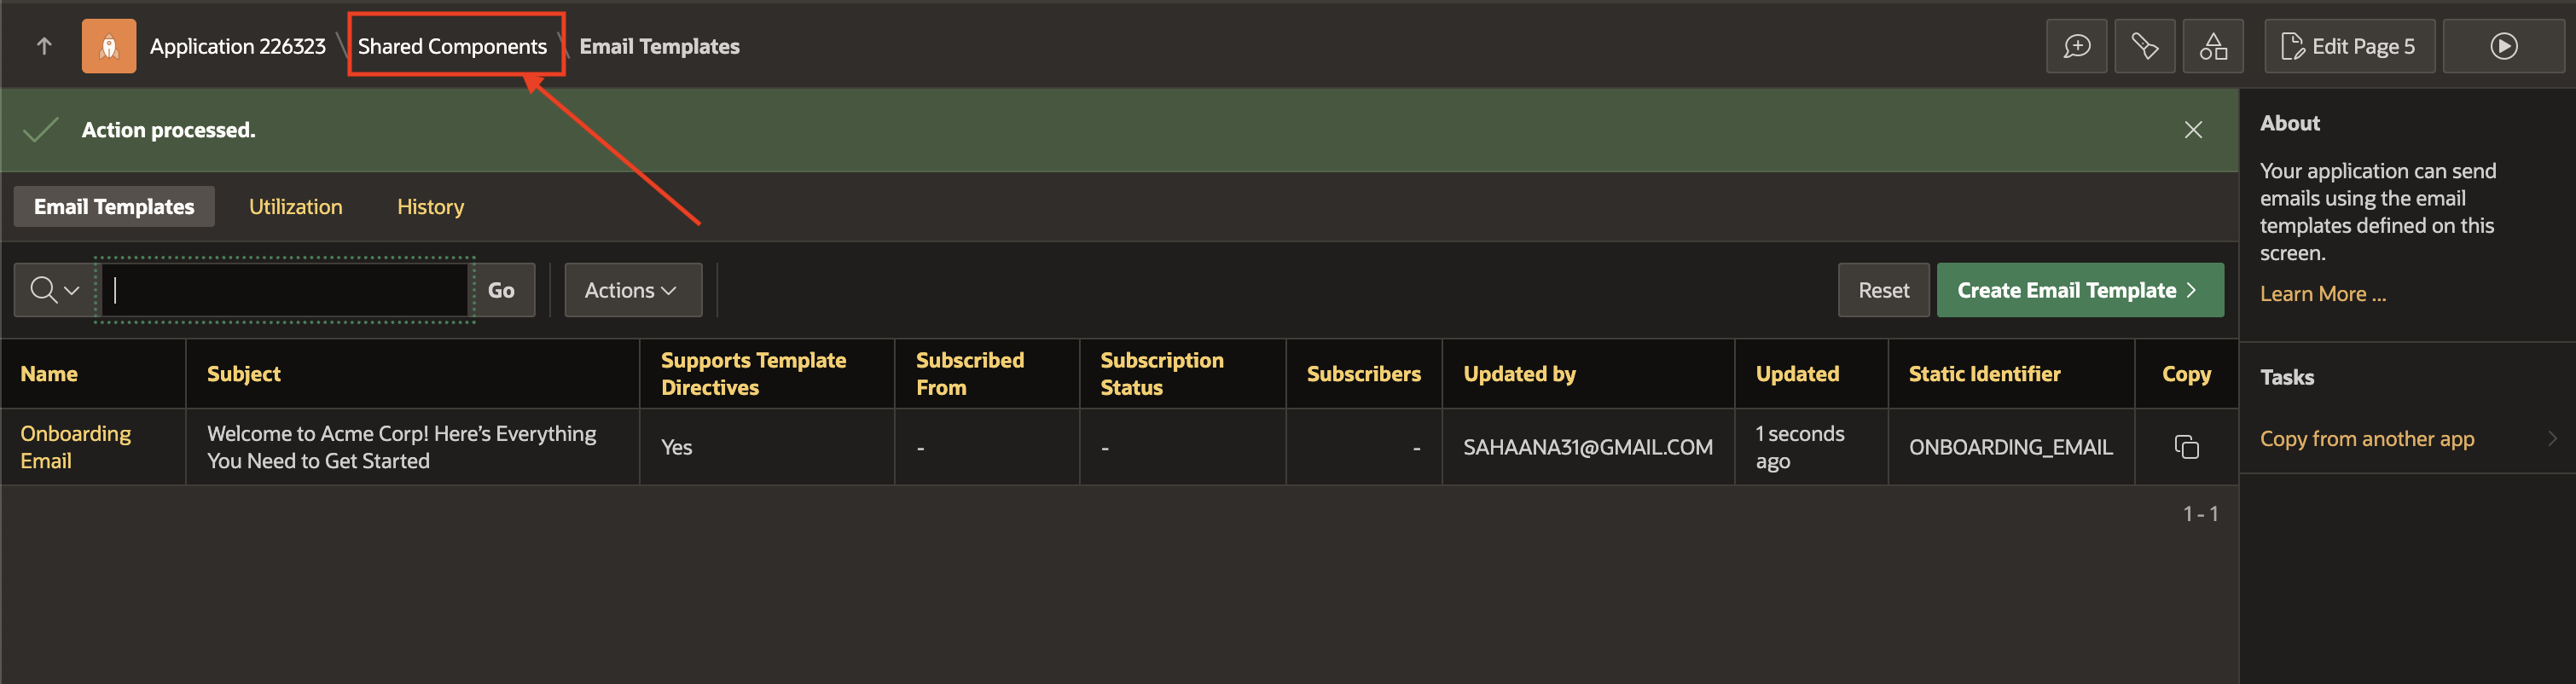 Application 226323 \ Shared Components \ Email Templates
Edit Page 5
Action processed.
Email Templates
Utilization
History
Go
Actions
Reset
Create Email Template
Name
Subject
Supports Template
Directives
Subscribed
From
Subscription
Status
Subscribers
Updated by
Updated
Static Identifier
Copy
Onboarding
Email
Welcome to Acme Corp! Here’s Everything
You Need to Get Started
Yes
-
-
-
SAHAANA31@GMAIL.COM
1 seconds
ago
ONBOARDING_EMAIL
1 - 1
About
Your application can send
emails using the email
templates defined on this
screen.
Learn More ...
Tasks
Copy from another app